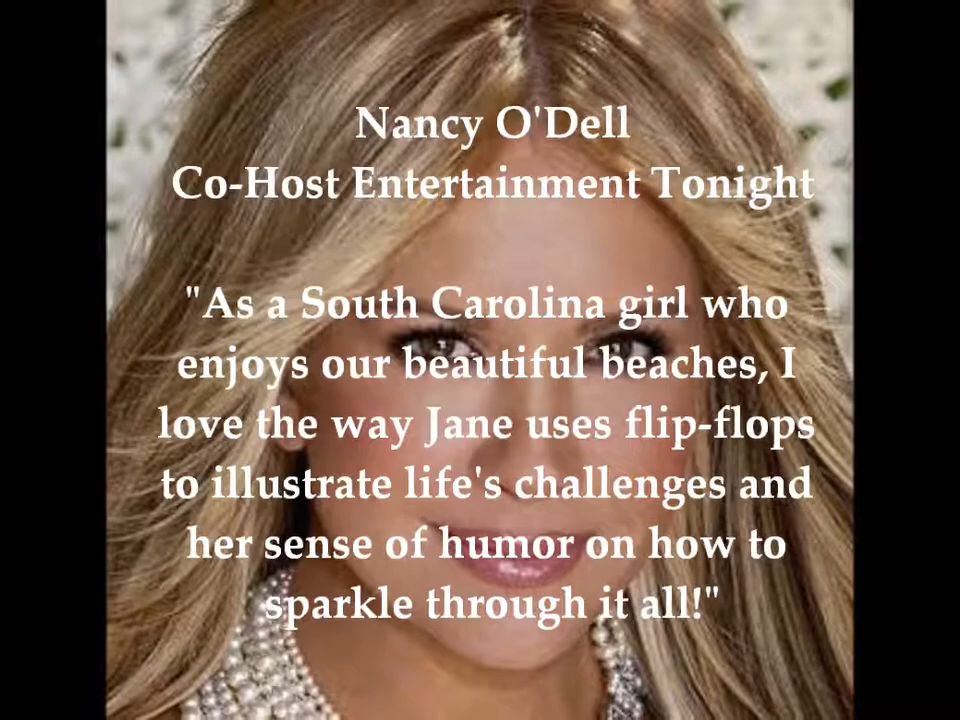 Nancy O'Dell
Co-Host Entertainment Tonight
"As a South Carolina girl who
enjoys our beautiful beaches, I
love the way Jane uses flip-flops
to illustrate life's challenges and
her sense of humor on how to
sparkle through it all!"